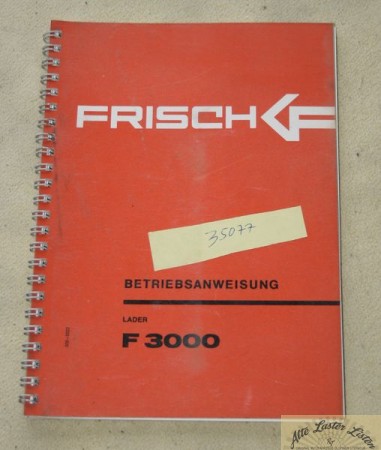 FRISCH F
35077
BETRIEBSANWEISUNG
LADER
F 3000
Alte Laster Listen